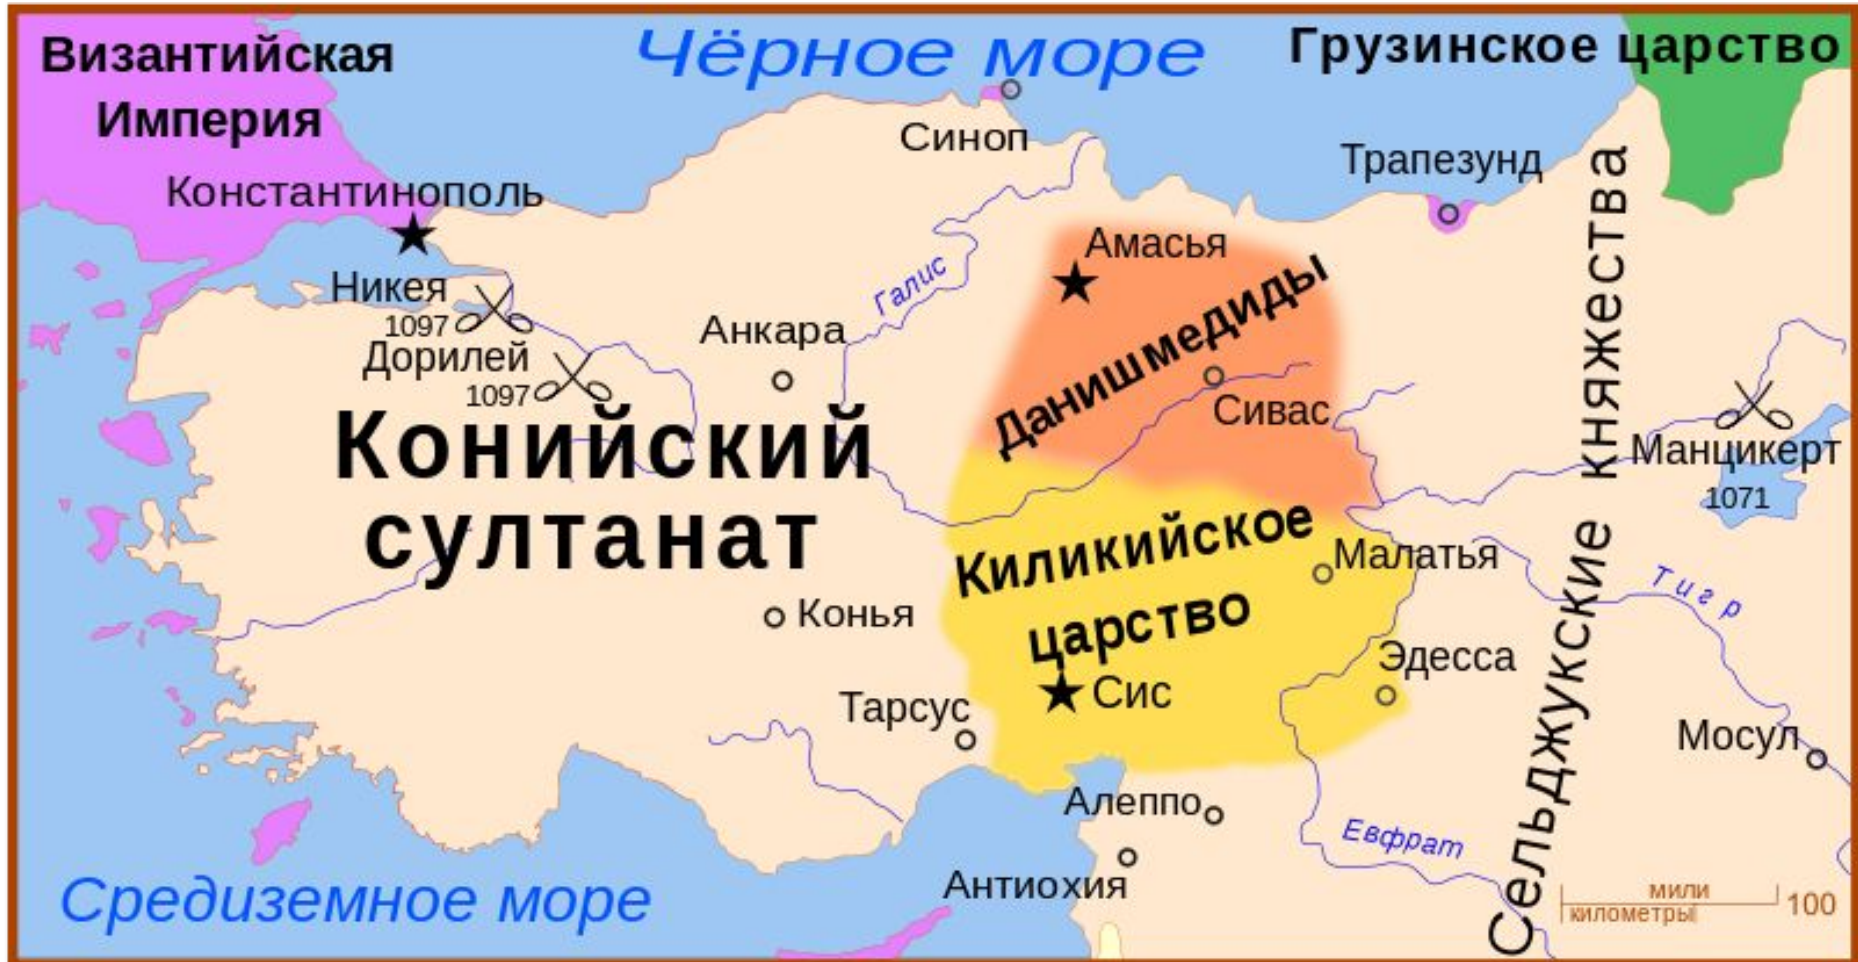 Византийская
Империя
Чёрное море
Грузинское царство
Синоп
Трапезунд
Константинополь
Амасья
Галис
Никея
1097
Дорилей
1097
Анкара
Данишмедиды
Сивас
Конийский
султанат
Манцикерт
1071
Киликийское
царство
Малатья
Тигр
Конья
Эдесса
Сис
Тарсус
Мосул
Сельджукские княжества
Алеппо
Евфрат
Антиохия
Средиземное море
мили
километры
100